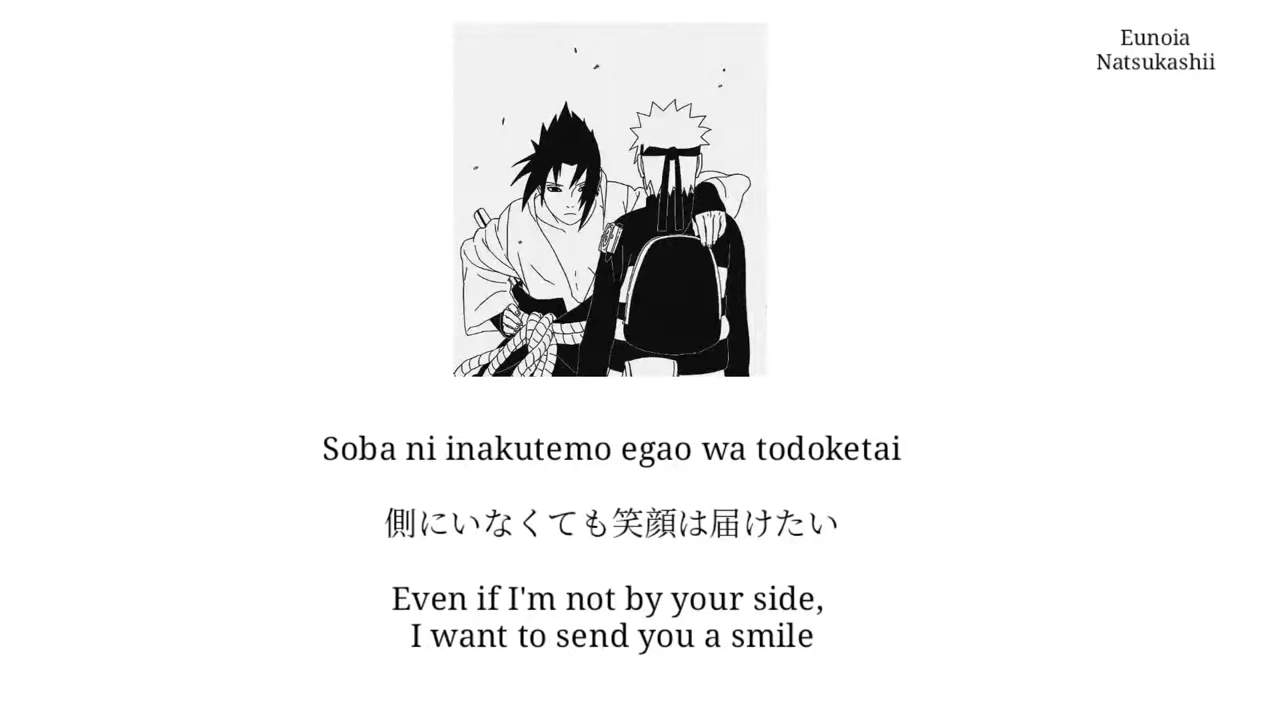 Eunoia
Natsukashii
Soba ni inakutemo egao wa todoketai
側にいなくても笑顔は届けたい
Even if I'm not by your side,
I want to send you a smile